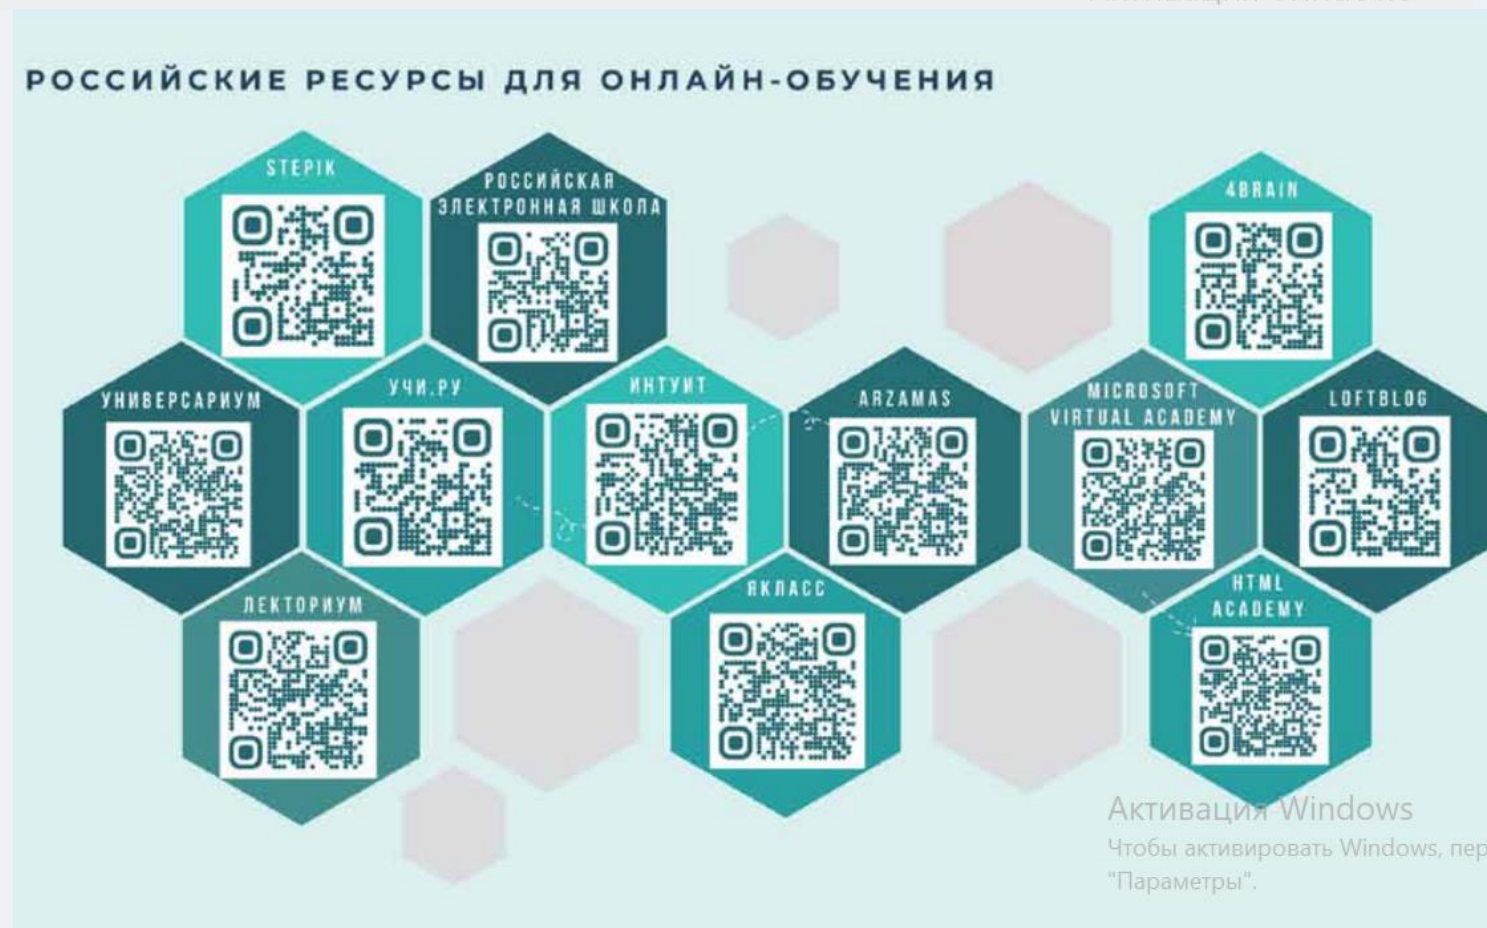 РОССИЙСКИЕ РЕСУРСЫ ДЛЯ ОНЛАЙН-ОБУЧЕНИЯ
STEPIK
РОССИЙСКАЯ
ЭЛЕКТРОННАЯ ШКОЛА
4BRAIN
УНИВЕРСАРИУМ
УЧИ.РУ
ИНТУИТ
ARZAMAS
MICROSOFT
VIRTUAL ACADEMY
LOFTBLOG
ЛЕКТОРИУМ
ЯКЛАСС
HTML
ACADEMY
Активация Windows
Чтобы активировать Windows, пер
"Параметры".